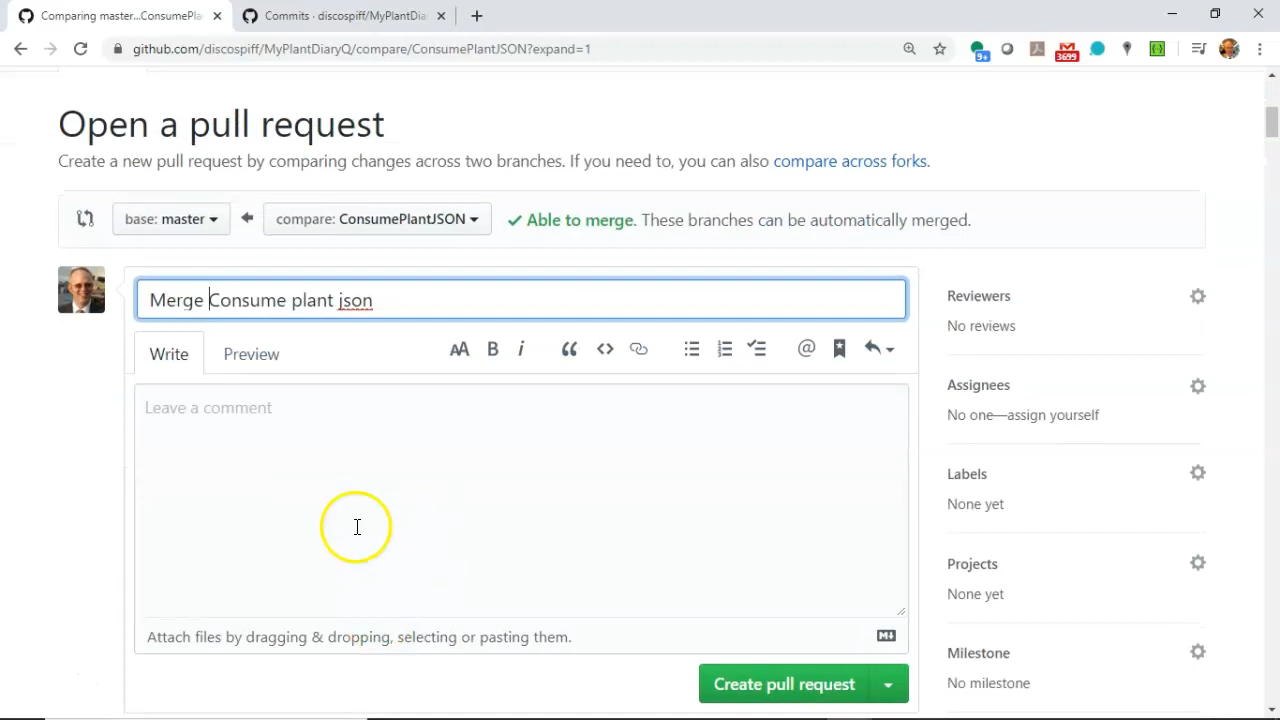 Comparing master...ConsumePla
Commits · discospiff/MyPlantDia
github.com/discospiff/MyPlantDiaryQ/compare/ConsumePlantJSON?expand=1
9+
3699
Open a pull request
Create a new pull request by comparing changes across two branches. If you need to, you can also compare across forks.
base: master
compare: ConsumePlantJSON
Able to merge. These branches can be automatically merged.
Merge Consume plant json
Reviewers
No reviews
Write
Preview
AA B i
Assignees
No one—assign yourself
Leave a comment
Labels
None yet
Projects
None yet
Attach files by dragging & dropping, selecting or pasting them.
Milestone
No milestone
Create pull request